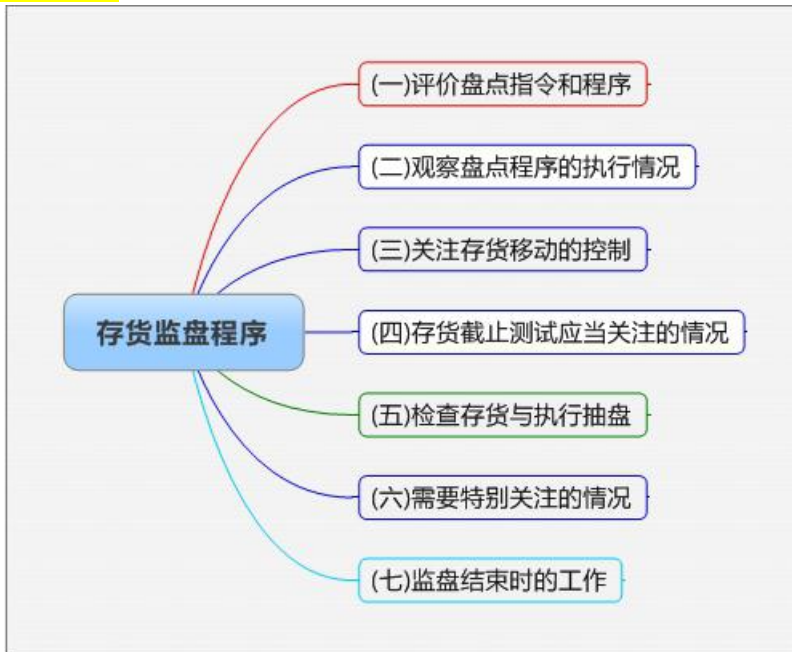 (一)评价盘点指令和程序
(二)观察盘点程序的执行情况
(三)关注存货移动的控制
存货监盘程序
(四)存货截止测试应当关注的情况
(五)检查存货与执行抽盘
(六)需要特别关注的情况
(七)监盘结束时的工作